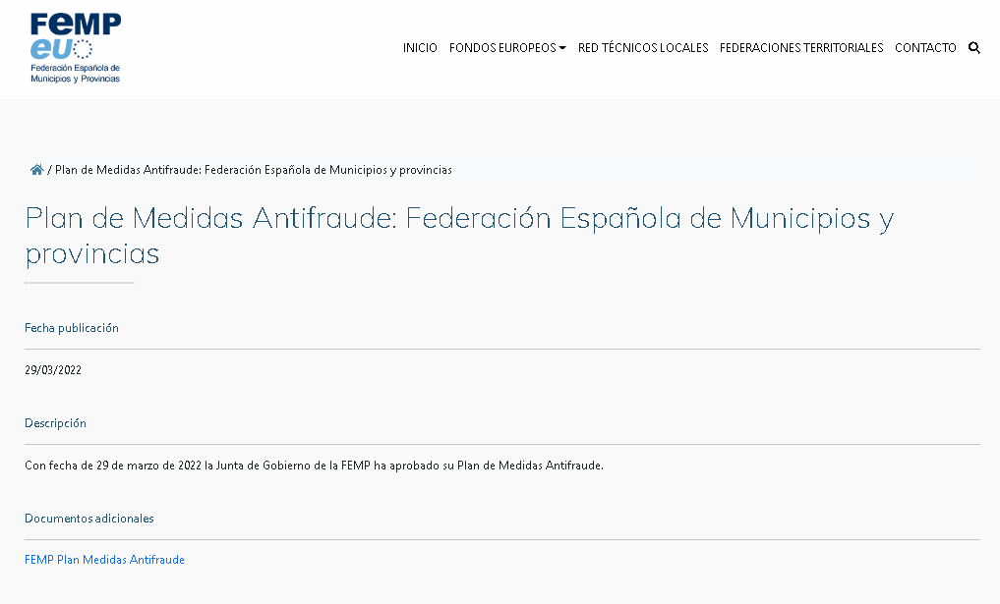 FEMP
eu
Federación Española de
Municipios y Provincias
INICIO FONDOS EUROPEOS RED TÉCNICOS LOCALES FEDERACIONES TERRITORIALES CONTACTO
/ Plan de Medidas Antifraude: Federación Española de Municipios y provincias
Plan de Medidas Antifraude: Federación Española de Municipios y
provincias
Fecha publicación
29/03/2022
Descripción
Con fecha de 29 de marzo de 2022 la Junta de Gobierno de la FEMP ha aprobado su Plan de Medidas Antifraude.
Documentos adicionales
FEMP Plan Medidas Antifraude